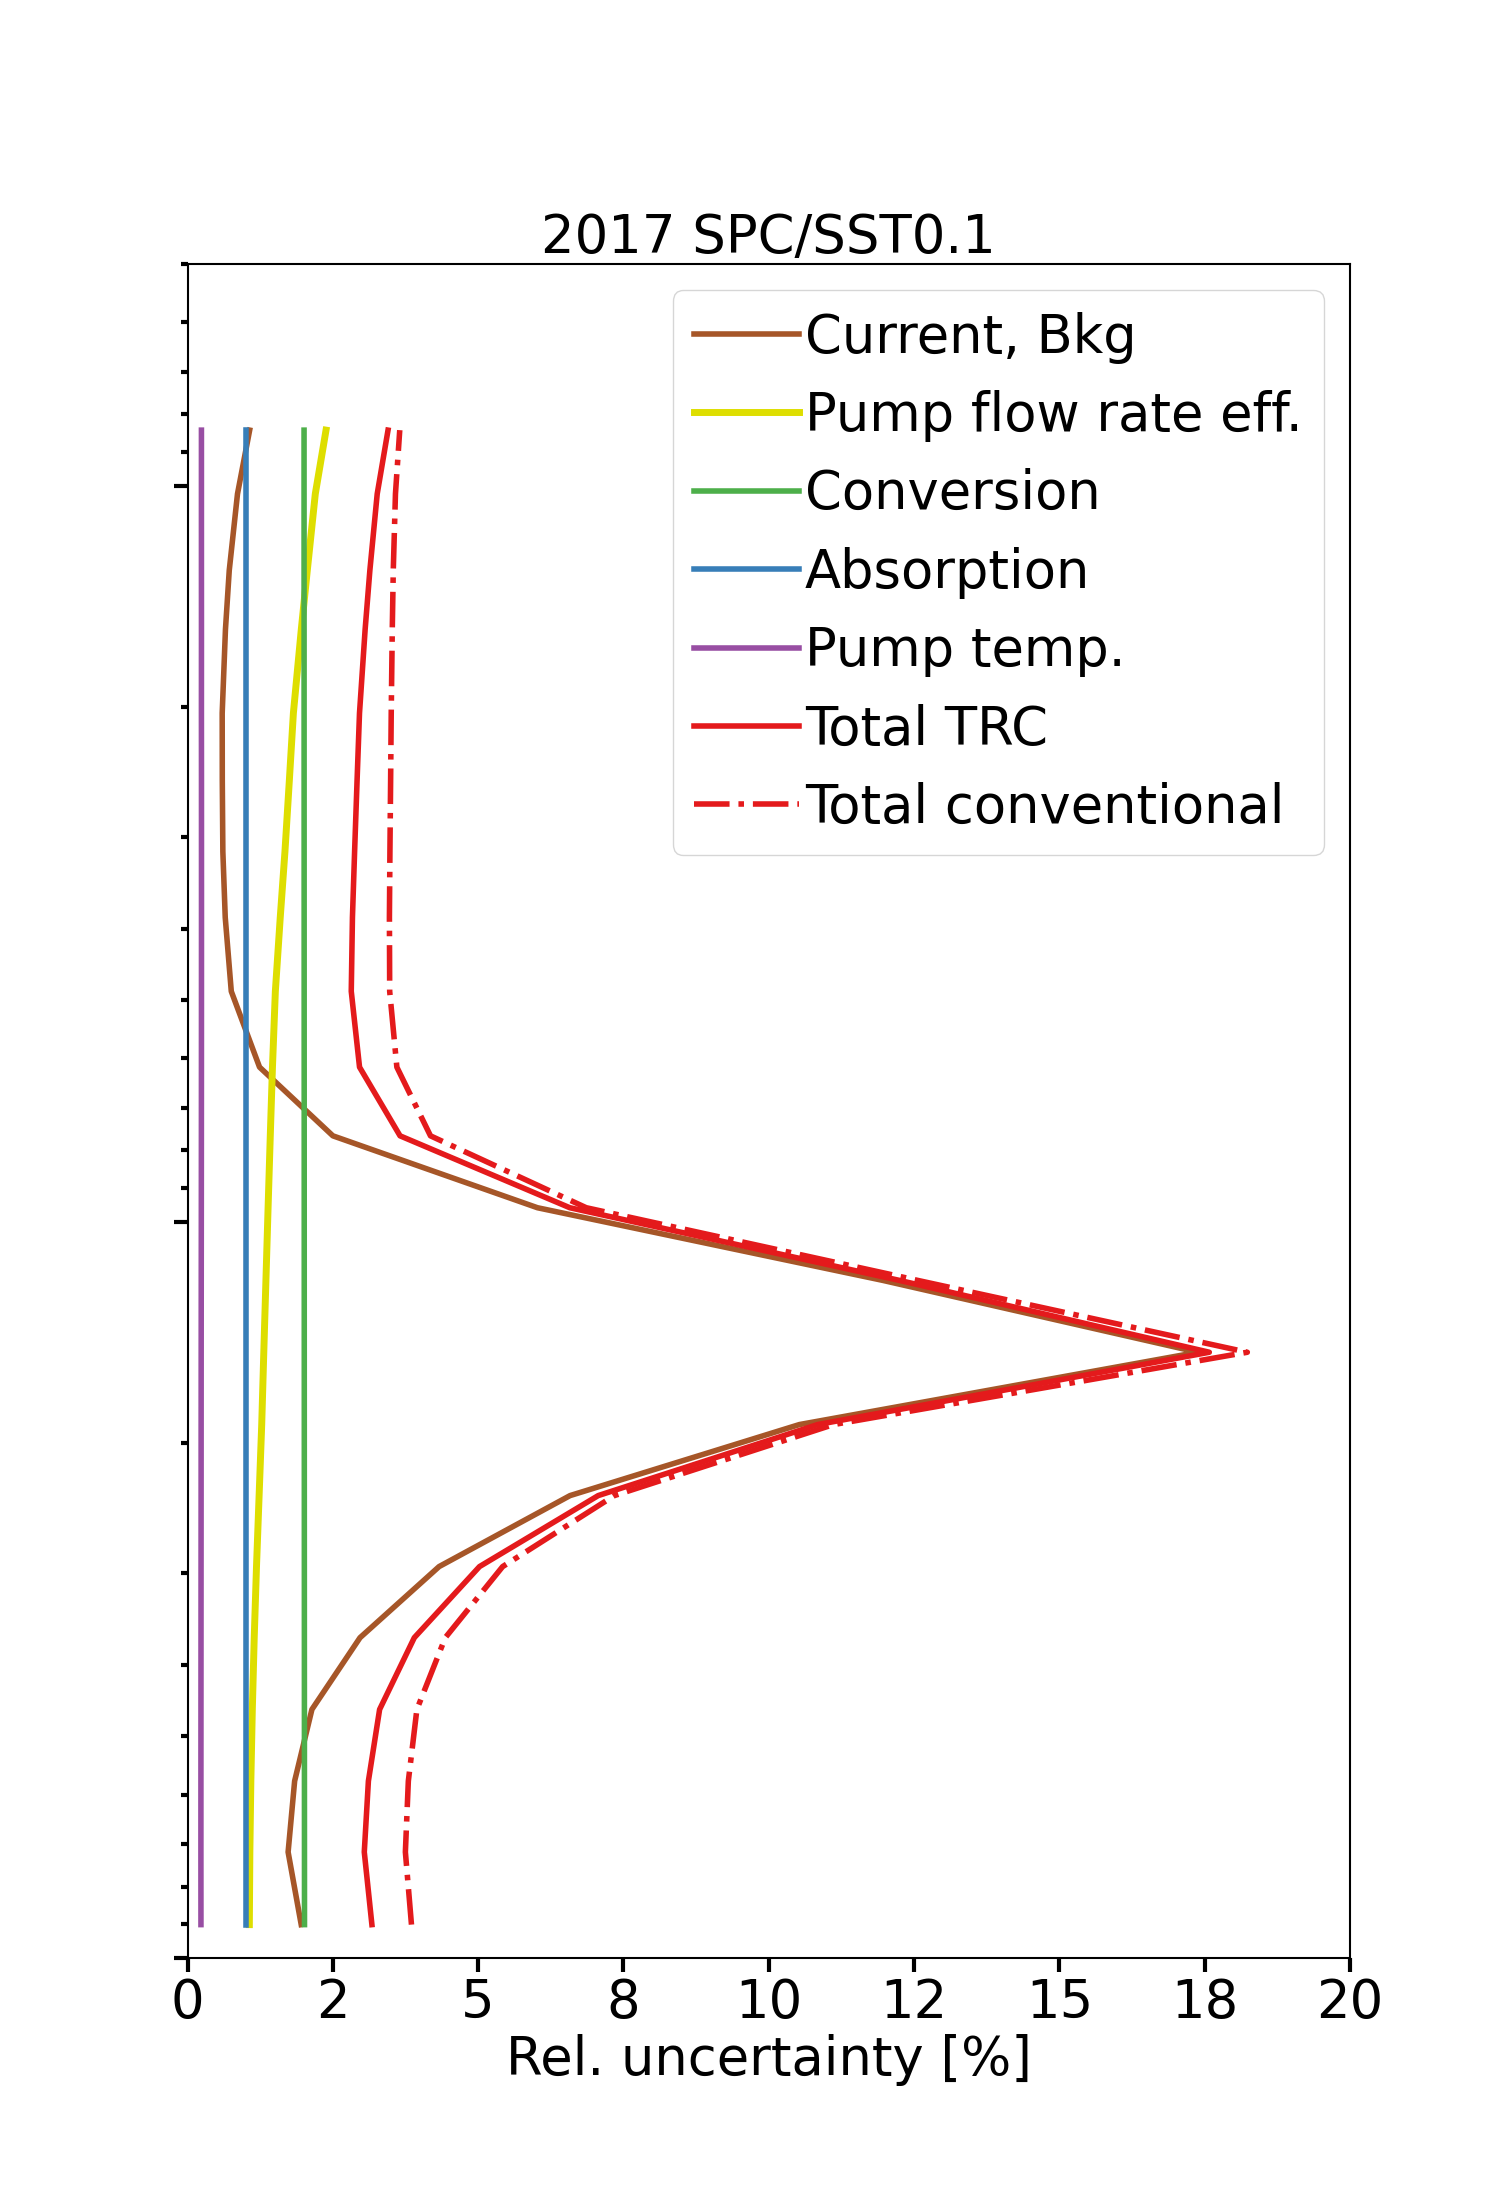 2017 SPC/SST0.1
Current, Bkg
Pump flow rate eff.
Conversion
Absorption
Pump temp.
Total TRC
Total conventional
0 2 5 8 10 12 15 18 20
Rel. uncertainty [%]